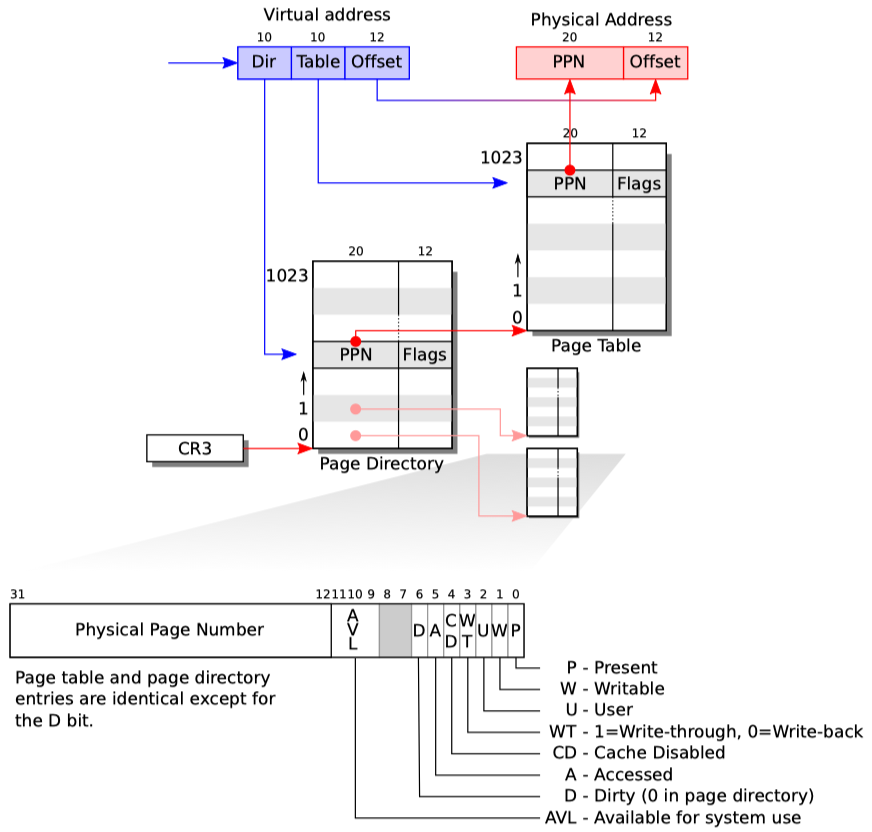 Virtual address
10 10 12
Dir Table Offset
Physical Address
20 12
PPN Offset
20 12
1023
PPN Flags
1
0
Page Table
20 12
1023
PPN Flags
1
0
CR3
Page Directory
31 12 11 10 9 8 7 6 5 4 3 2 1 0
Physical Page Number AVL D A CD WT U W P
Page table and page directory
entries are identical except for
the D bit.
P - Present
W - Writable
U - User
WT - 1=Write-through, 0=Write-back
CD - Cache Disabled
A - Accessed
D - Dirty (0 in page directory)
AVL - Available for system use